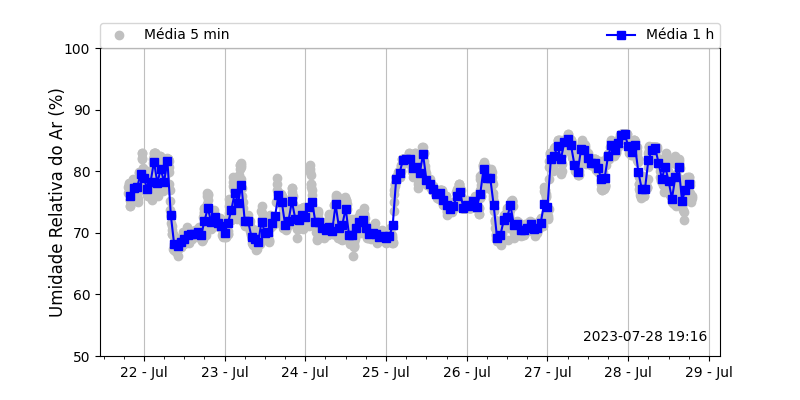 Média 5 min
Média 1 h
Umidade Relativa do Ar (%)
100
90
80
70
60
50
2023-07-28 19:16
22 - Jul
23 - Jul
24 - Jul
25 - Jul
26 - Jul
27 - Jul
28 - Jul
29 - Jul